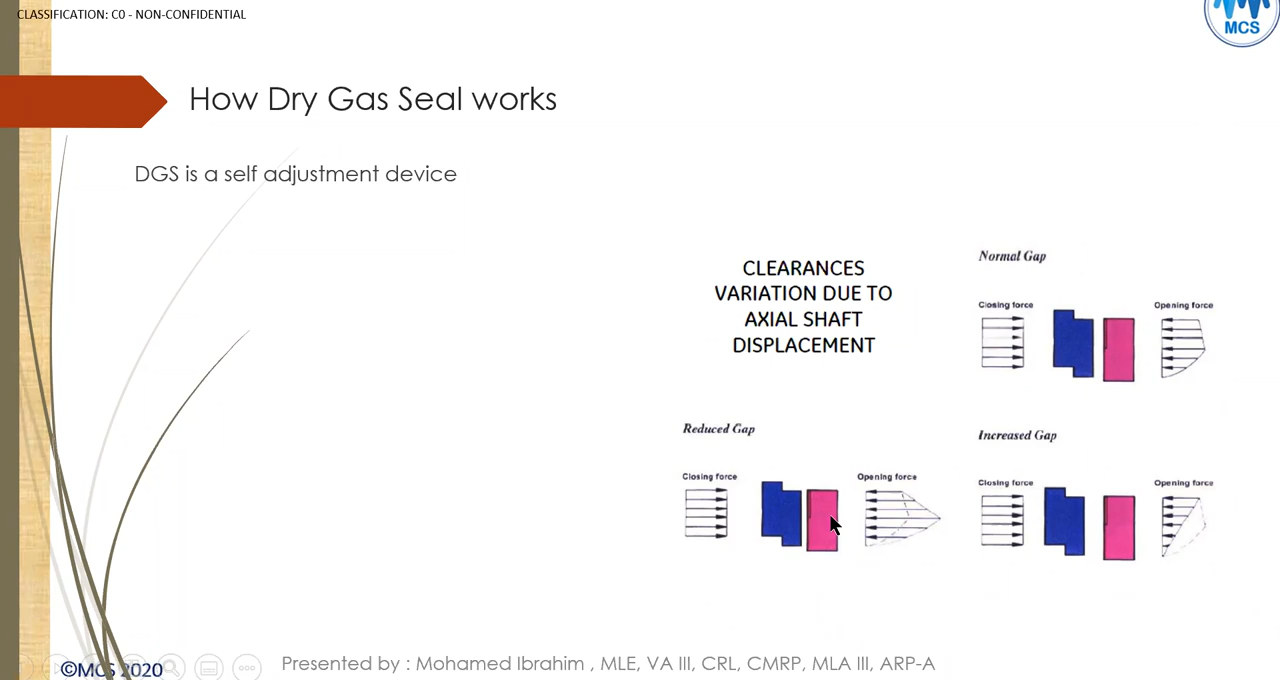 CLASSIFICATION: C0 - NON-CONFIDENTIAL
MCS
How Dry Gas Seal works
DGS is a self adjustment device
CLEARANCES
VARIATION DUE TO
AXIAL SHAFT
DISPLACEMENT
Normal Gap
Closing force
Opening force
Reduced Gap
Closing force
Opening force
Increased Gap
Closing force
Opening force
©MCS 2020
Presented by : Mohamed Ibrahim , MLE, VA III, CRL, CMRP, MLA III, ARP-A